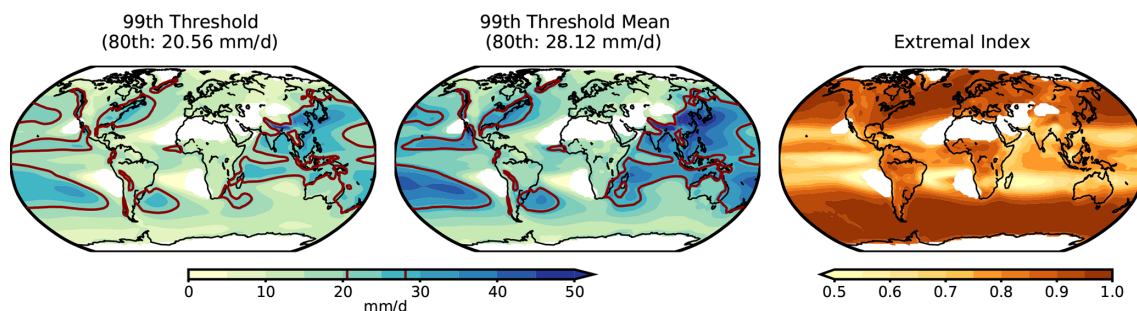 99th Threshold
(80th: 20.56 mm/d)
99th Threshold Mean
(80th: 28.12 mm/d)
Extremal Index
0 10 20 30 40 50
mm/d
0.5 0.6 0.7 0.8 0.9 1.0